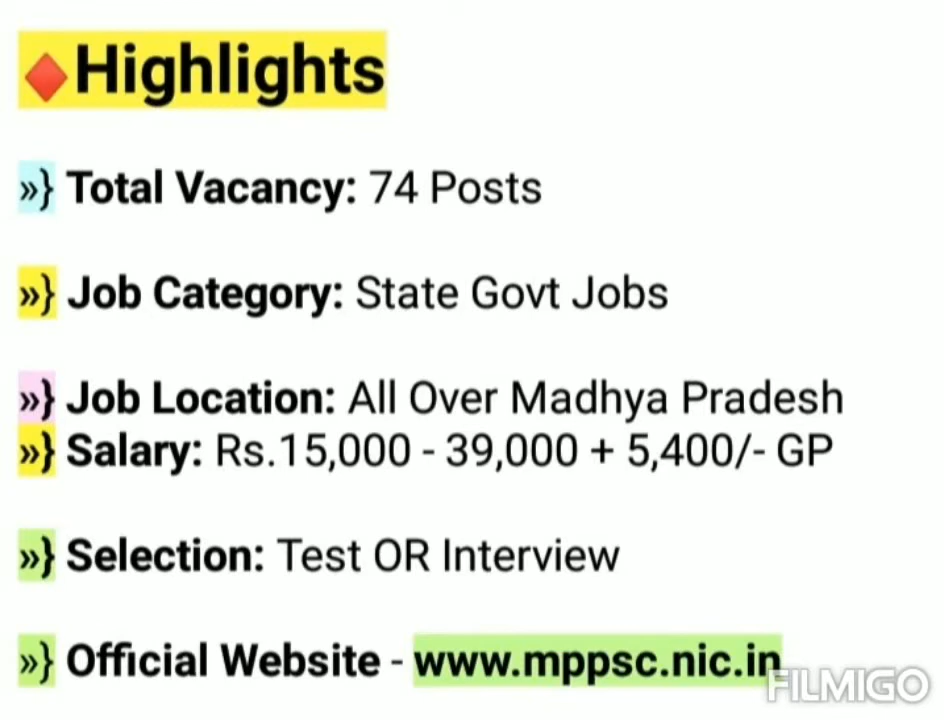 ♦Highlights
»} Total Vacancy: 74 Posts
»} Job Category: State Govt Jobs
»} Job Location: All Over Madhya Pradesh
»} Salary: Rs.15,000 - 39,000 + 5,400/- GP
»} Selection: Test OR Interview
»} Official Website - www.mppsc.nic.in
FILMIGO